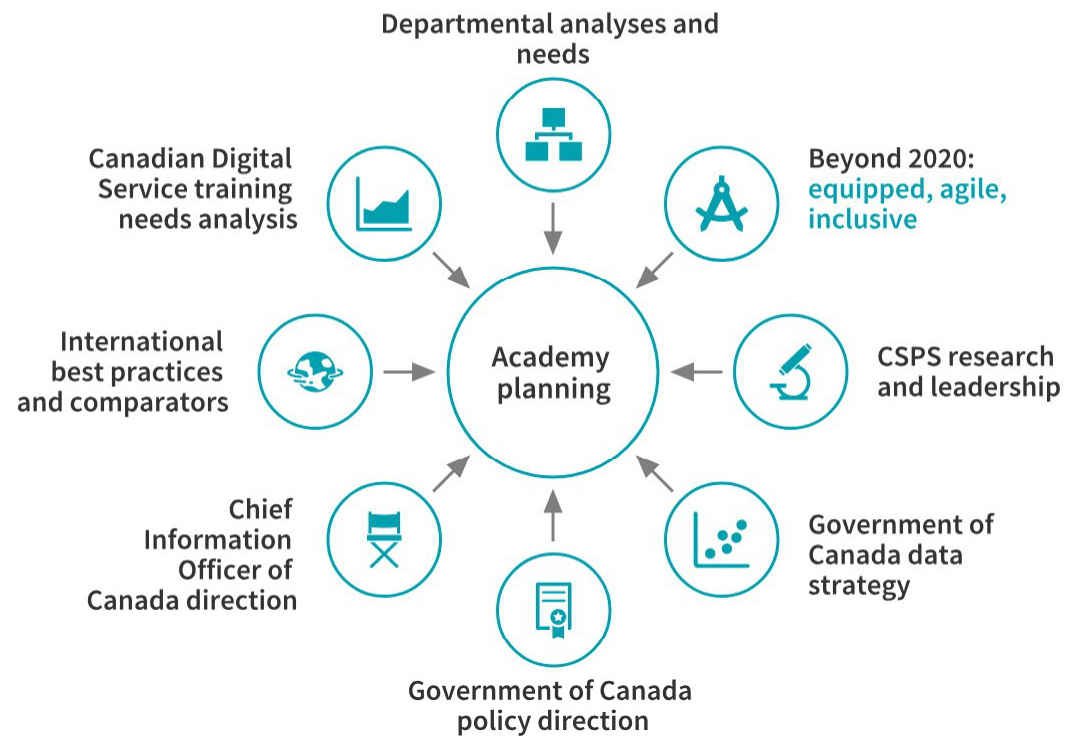 Departmental analyses and
needs
Beyond 2020:
equipped, agile,
inclusive
CSPS research
and leadership
Government of
Canada data
strategy
Government of Canada
policy direction
Chief
Information
Officer of
Canada direction
International
best practices
and comparators
Canadian Digital
Service training
needs analysis
Academy
planning